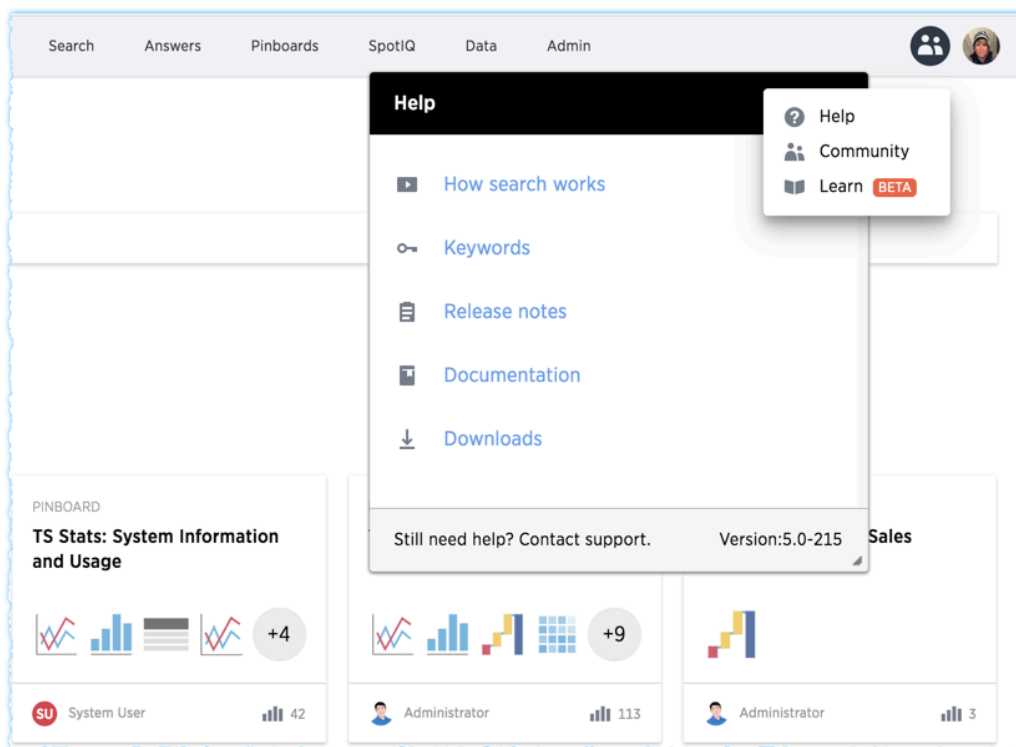 Search Answers Pinboards SpotIQ Data Admin
Help
Help
Community
Learn BETA
How search works
Keywords
Release notes
Documentation
Downloads
Still need help? Contact support. Version:5.0-215
PINBOARD
TS Stats: System Information
and Usage
+4
SU System User 42
+9
Administrator 113
Sales
Administrator 3